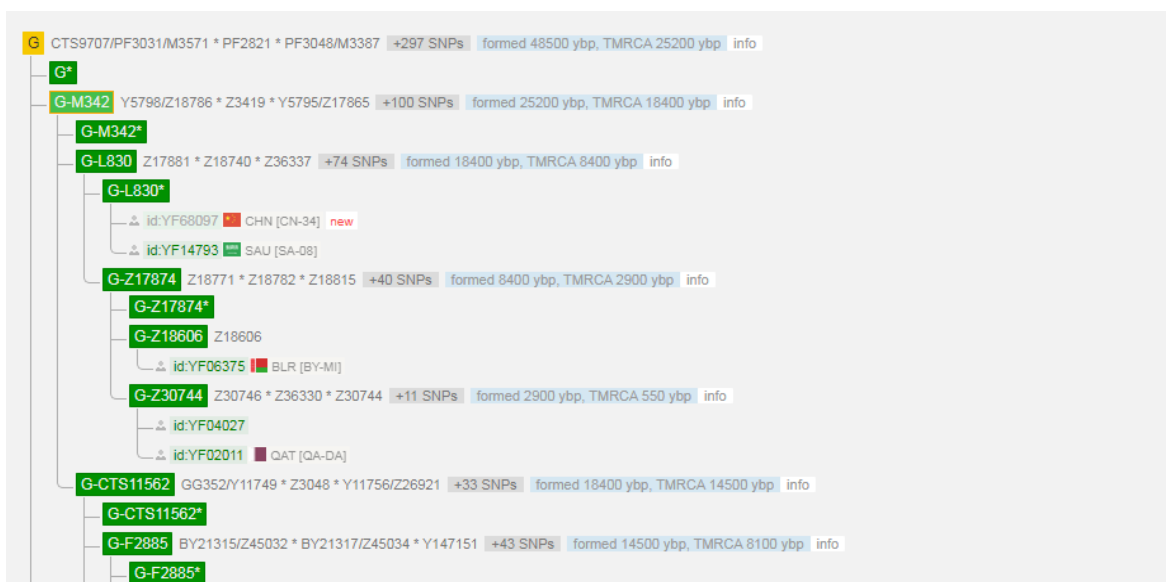 G CTS9707/PF3031/M3571 * PF2821 * PF3048/M3387 +297 SNPs formed 48500 ybp, TMRCA 25200 ybp info
G*
G-M342 Y5798/Z18786 * Z3419 * Y5795/Z17865 +100 SNPs formed 25200 ybp, TMRCA 18400 ybp info
G-M342*
G-L830 Z17881 * Z18740 * Z36337 +74 SNPs formed 18400 ybp, TMRCA 8400 ybp info
G-L830*
id:YF68097 CHN [CN-34] new
id:YF14793 SAU [SA-08]
G-Z17874 Z18771 * Z18782 * Z18815 +40 SNPs formed 8400 ybp, TMRCA 2900 ybp info
G-Z17874*
G-Z18606 Z18606
id:YF06375 BLR [BY-MI]
G-Z30744 Z30746 * Z36330 * Z30744 +11 SNPs formed 2900 ybp, TMRCA 550 ybp info
id:YF04027
id:YF02011 QAT [QA-DA]
G-CTS11562 GG352/Y11749 * Z3048 * Y11756/Z26921 +33 SNPs formed 18400 ybp, TMRCA 14500 ybp info
G-CTS11562*
G-F2885 BY21315/Z45032 * BY21317/Z45034 * Y147151 +43 SNPs formed 14500 ybp, TMRCA 8100 ybp info
G-F2885*